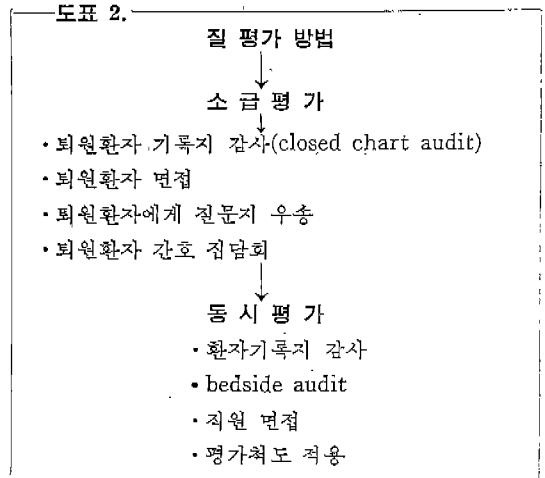 도표 2.
질 평가 방법
소급평가
• 퇴원환자 기록지 감사(closed chart audit)
• 퇴원환자 면접
• 퇴원환자에게 질문지 우송
• 퇴원환자 간호 집담회
동시평가
• 환자기록지 감사
• bedside audit
• 직원 면접
• 평가척도 적용